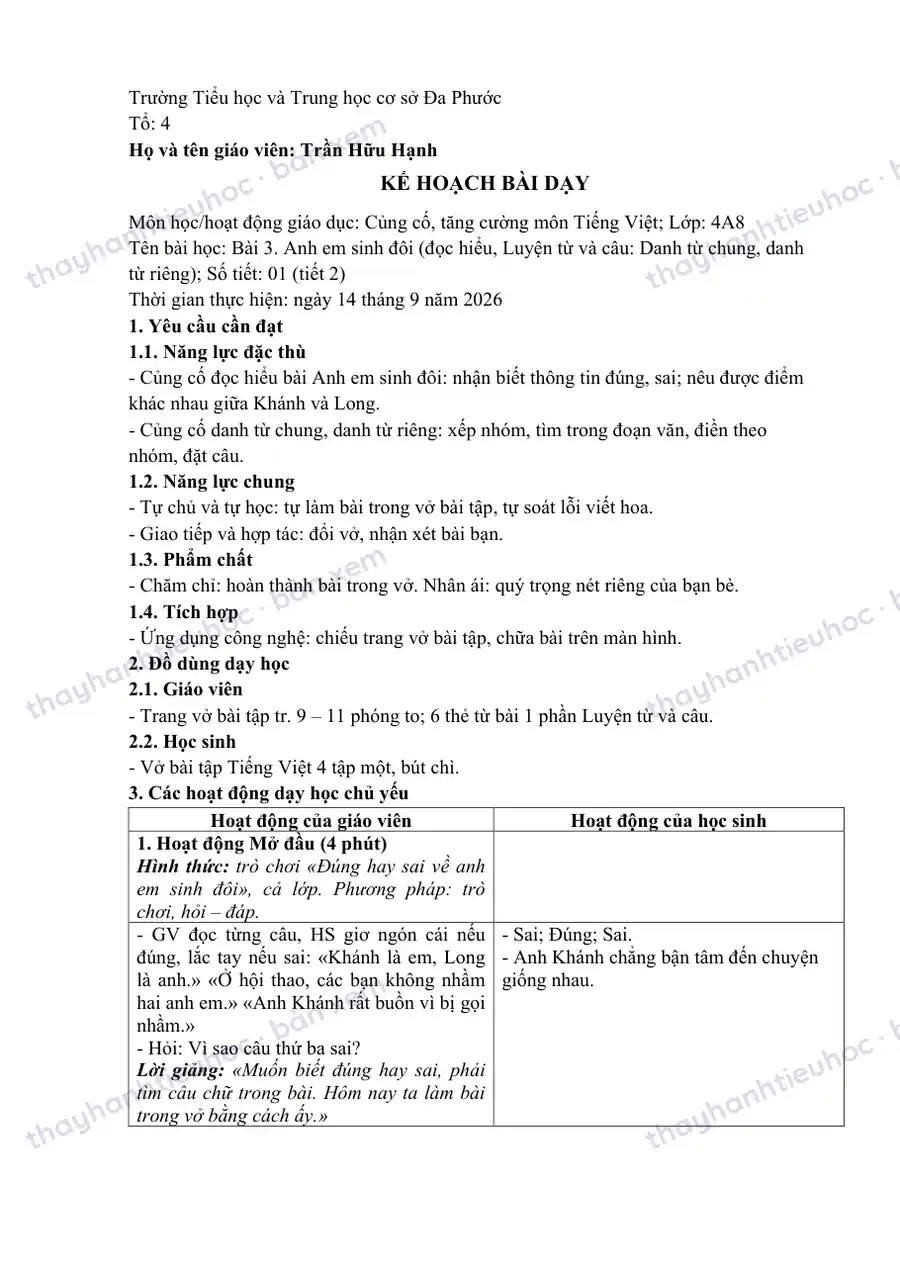 Trường Tiểu học và Trung học cơ sở Đa Phước
Tổ: 4
Họ và tên giáo viên: Trần Hữu Hạnh
KẾ HOẠCH BÀI DẠY
Môn học/hoạt động giáo dục: Củng cố, tăng cường môn Tiếng Việt; Lớp: 4A8
Tên bài học: Bài 3. Anh em sinh đôi (đọc hiểu, Luyện từ và câu: Danh từ chung, danh
từ riêng); Số tiết: 01 (tiết 2)
Thời gian thực hiện: ngày 14 tháng 9 năm 2026
1. Yêu cầu cần đạt
1.1. Năng lực đặc thù
- Củng cố đọc hiểu bài Anh em sinh đôi: nhận biết thông tin đúng, sai; nêu được điểm
khác nhau giữa Khánh và Long.
- Củng cố danh từ chung, danh từ riêng: xếp nhóm, tìm trong đoạn văn, điền theo
nhóm, đặt câu.
1.2. Năng lực chung
- Tự chủ và tự học: tự làm bài trong vở bài tập, tự soát lỗi viết hoa.
- Giao tiếp và hợp tác: đổi vở, nhận xét bài bạn.
1.3. Phẩm chất
- Chăm chỉ: hoàn thành bài trong vở. Nhân ái: quý trọng nét riêng của bạn bè.
1.4. Tích hợp
- Ứng dụng công nghệ: chiếu trang vở bài tập, chữa bài trên màn hình.
2. Đồ dùng dạy học
2.1. Giáo viên
- Trang vở bài tập tr. 9 – 11 phóng to; 6 thẻ từ bài 1 phần Luyện từ và câu.
2.2. Học sinh
- Vở bài tập Tiếng Việt 4 tập một, bút chì.
3. Các hoạt động dạy học chủ yếu
Hoạt động của giáo viên
Hoạt động của học sinh
1. Hoạt động Mở đầu (4 phút)
Hình thức: trò chơi «Đúng hay sai về anh
em sinh đôi», cả lớp. Phương pháp: trò
chơi, hỏi – đáp.
- GV đọc từng câu, HS giơ ngón cái nếu
đúng, lắc tay nếu sai: «Khánh là em, Long
là anh.» «Ở hội thao, các bạn không nhầm
hai anh em.» «Anh Khánh rất buồn vì bị gọi
nhầm.»
- Hỏi: Vì sao câu thứ ba sai?
Lời giảng: «Muốn biết đúng hay sai, phải
tìm câu chữ trong bài. Hôm nay ta làm bài
trong vở bằng cách ấy.»
- Sai; Đúng; Sai.
- Anh Khánh chẳng bận tâm đến chuyện
giống nhau.
thayhanhtieuhoc · bản xem
thayhanhtieuhoc · b
thayhanhtieuhoc · bản xem
thayhanhtieuhoc · b
thayhanhtieuhoc · bản xem
thayhanhtieuhoc · b